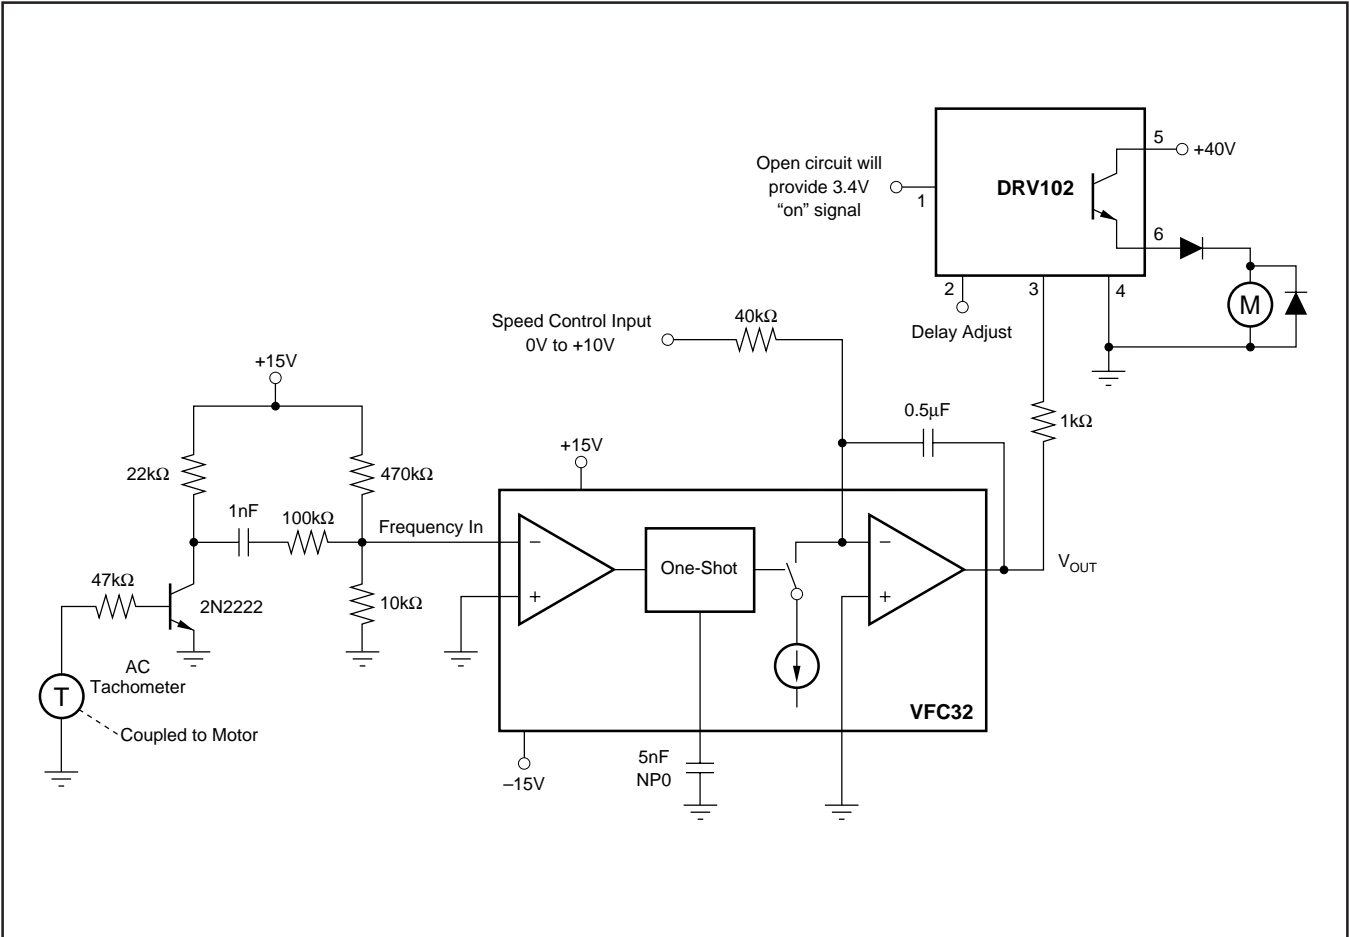 Open circuit will
provide 3.4V
“on” signal
1
DRV102
5
+40V
6
2
3
4
M
Delay Adjust
Speed Control Input
0V to +10V
40kΩ
0.5µF
1kΩ
+15V
22kΩ
470kΩ
1nF
100kΩ
Frequency In
47kΩ
2N2222
10kΩ
AC
Tachometer
T
Coupled to Motor
+15V
−
+
One-Shot
−
+
VOUT
VFC32
–15V
5nF
NP0